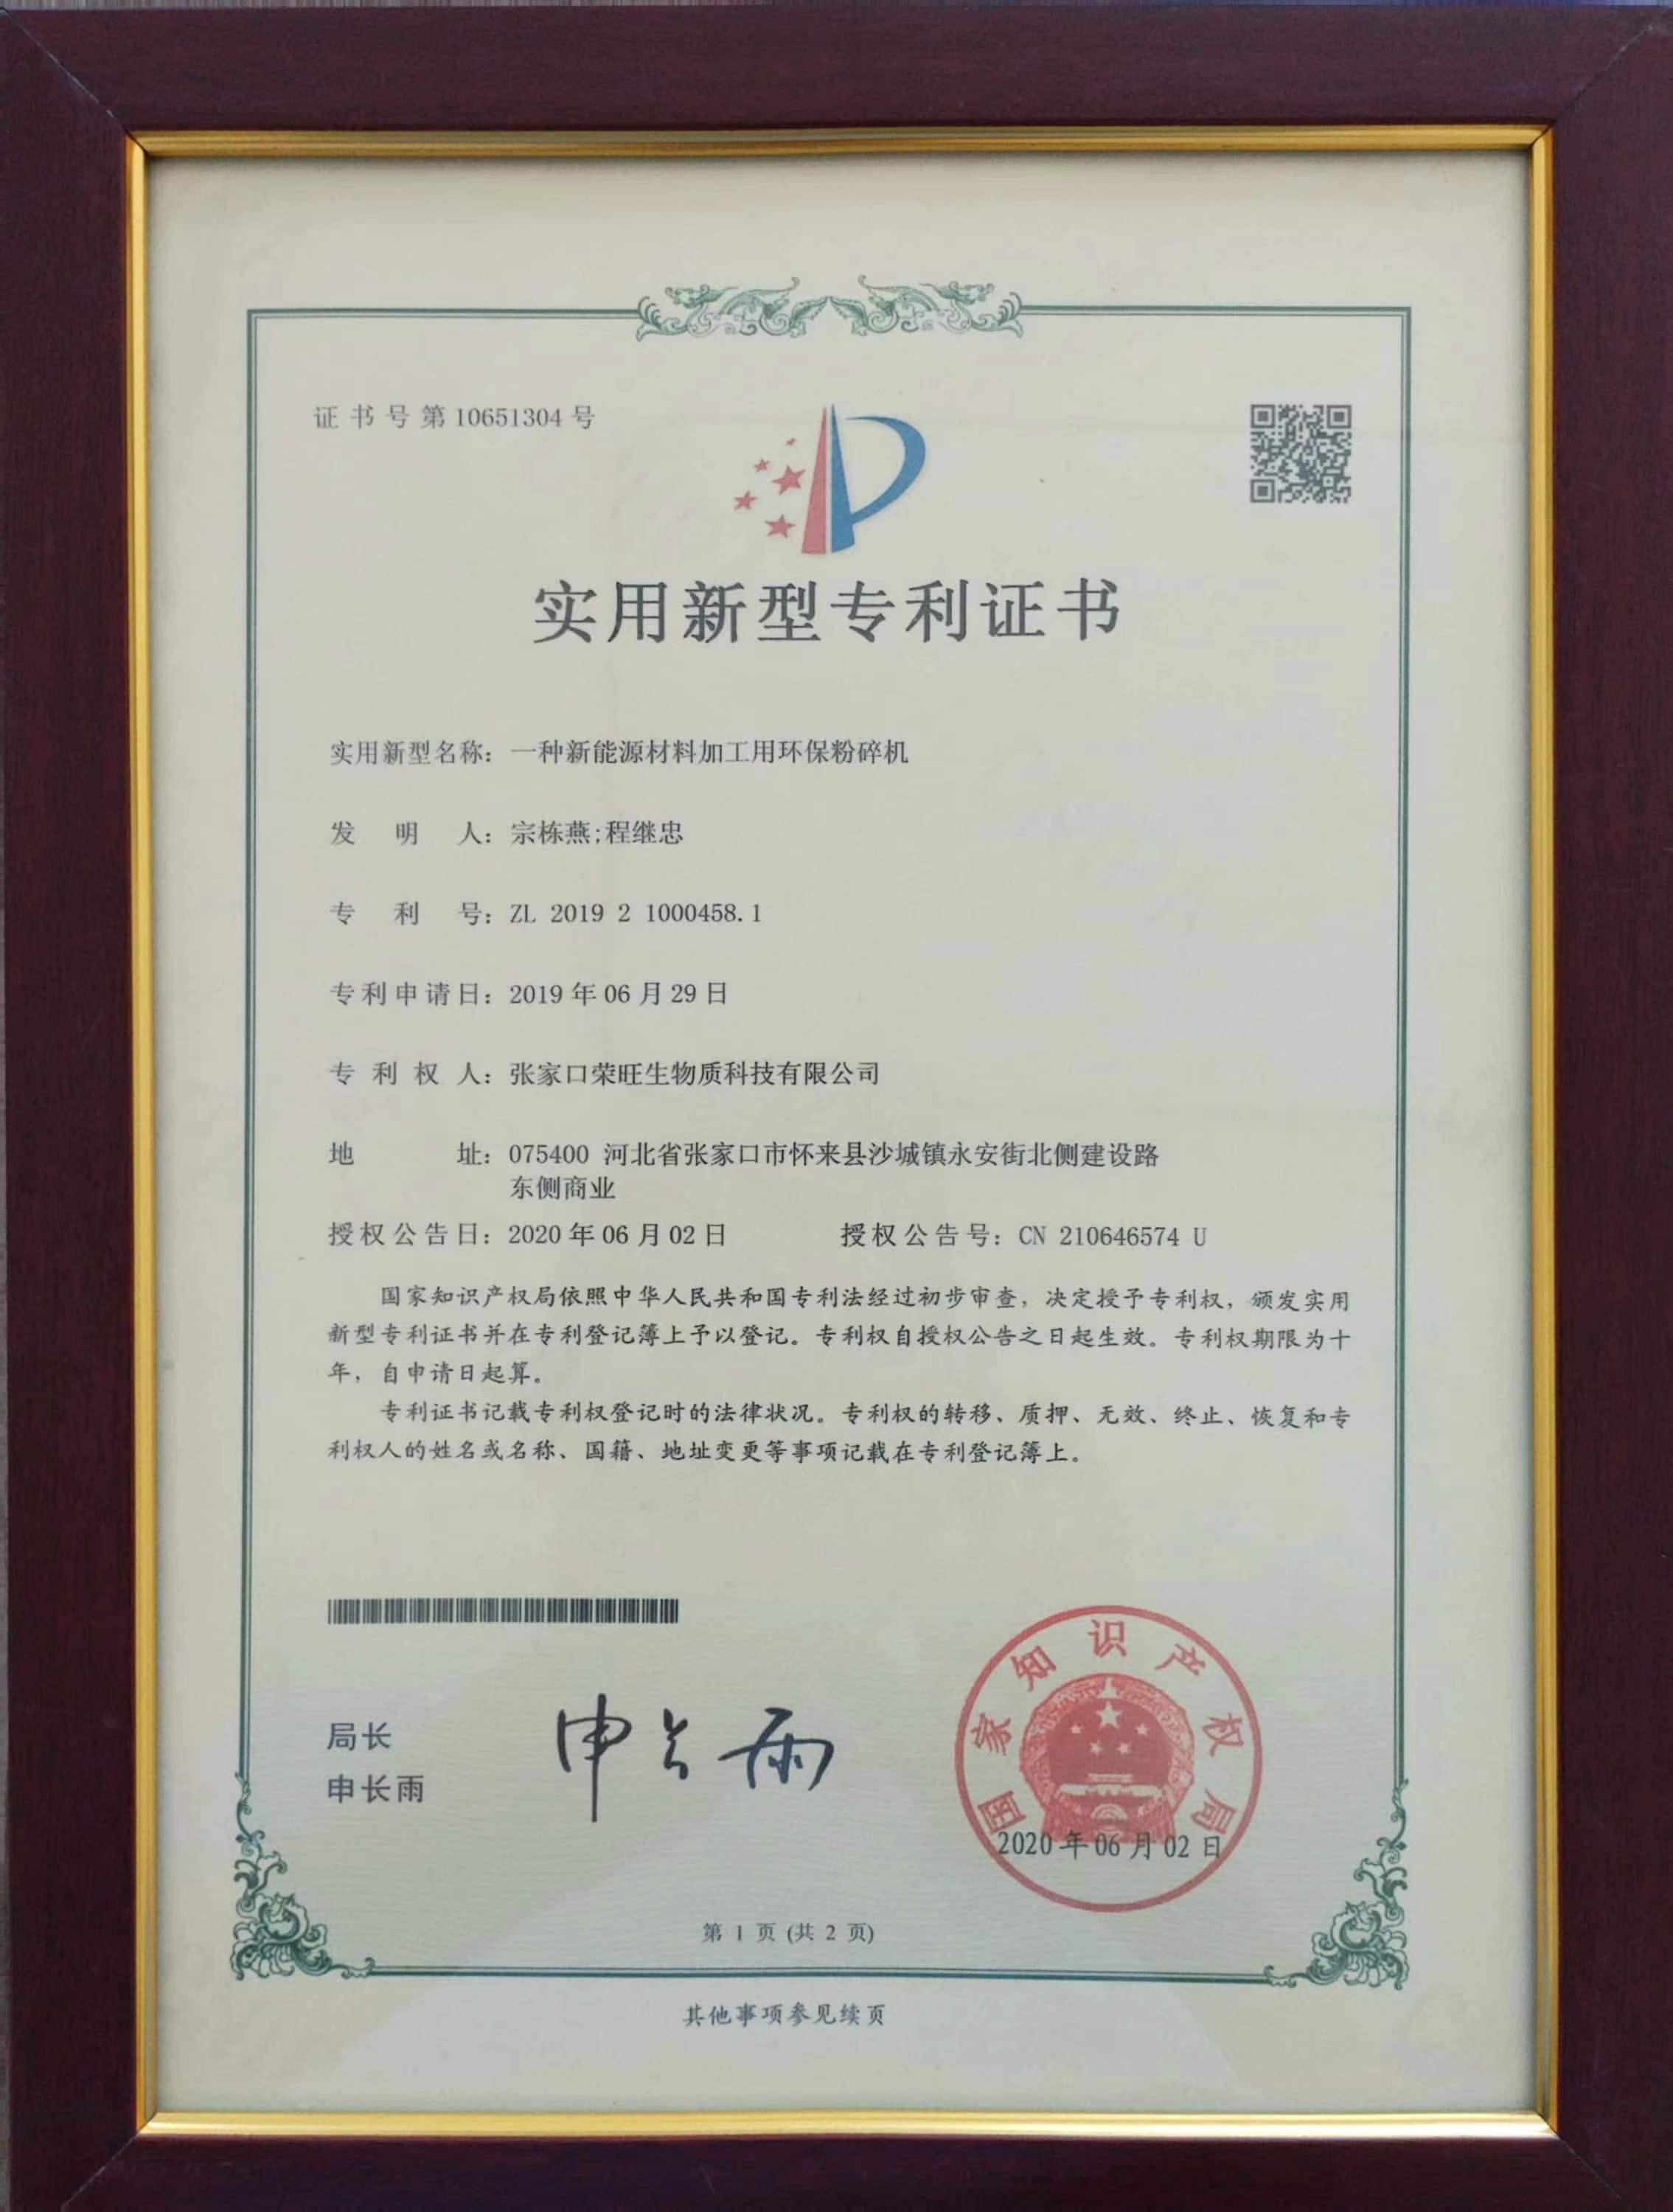 证书号第10651304号
实用新型专利证书
实用新型名称：一种新能源材料加工用环保粉碎机
发明人：宗栋燕;程继忠
专利号：ZL 2019 2 1000458.1
专利申请日：2019年06月29日
专利权人：张家口荣旺生物质科技有限公司
地址：075400 河北省张家口市怀来县沙城镇永安街北侧建设路
东侧商业
授权公告日：2020年06月02日 授权公告号：CN 210646574 U
国家知识产权局依照中华人民共和国专利法经过初步审查，决定授予专利权，颁发实用
新型专利证书并在专利登记簿上予以登记。专利权自授权公告之日起生效。专利权期限为十
年，自申请日起算。
专利证书记载专利权登记时的法律状况。专利权的转移、质押、无效、终止、恢复和专
利权人的姓名或名称、国籍、地址变更等事项记载在专利登记簿上。
局长
申长雨
申长雨
国家知识产权局
2020年06月02日
第 1 页 (共 2 页)
其他事项参见续页